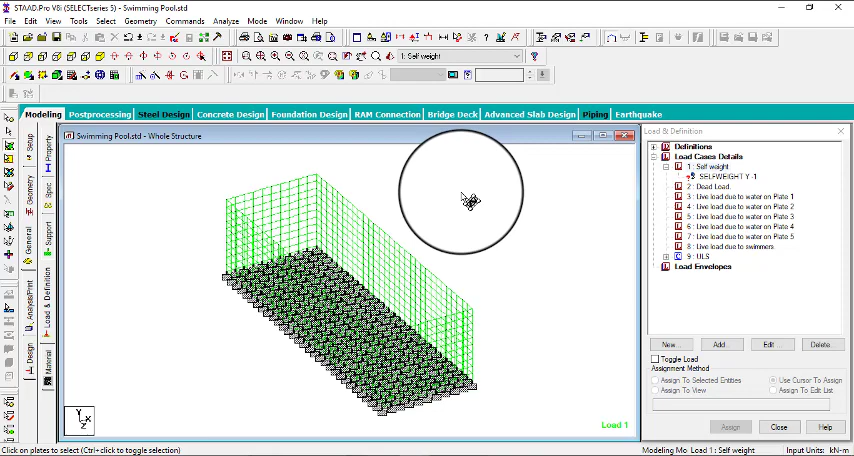 STAAD.Pro V8i (SELECTseries 5) - Swimming Pool.std
File Edit View Tools Select Geometry Commands Analyze Mode Window Help
1: Self weight
Modeling Postprocessing Steel Design Concrete Design Foundation Design RAM Connection Bridge Deck Advanced Slab Design Piping Earthquake
Setup
Geometry
General
Analysis/Print
Design
Property
Spec
Support
Load & Definition
Material
Swimming Pool.std - Whole Structure
Load 1
Y
X
Z
Load & Definition
Definitions
Load Cases Details
1 : Self weight
SELFWEIGHT Y -1
2 : Dead Load.
3 : Live load due to water on Plate 1
4 : Live load due to water on Plate 2
5 : Live load due to water on Plate 3
6 : Live load due to water on Plate 4
7 : Live load due to water on Plate 5
8 : Live load due to swimmers
9 : ULS
Load Envelopes
New... Add... Edit ... Delete...
Toggle Load
Assignment Method
Assign To Selected Entities Use Cursor To Assign
Assign To View Assign To Edit List
Assign Close Help
Click on plates to select (Ctrl+click to toggle selection) Modeling Mo Load 1 : Self weight Input Units: kN-m